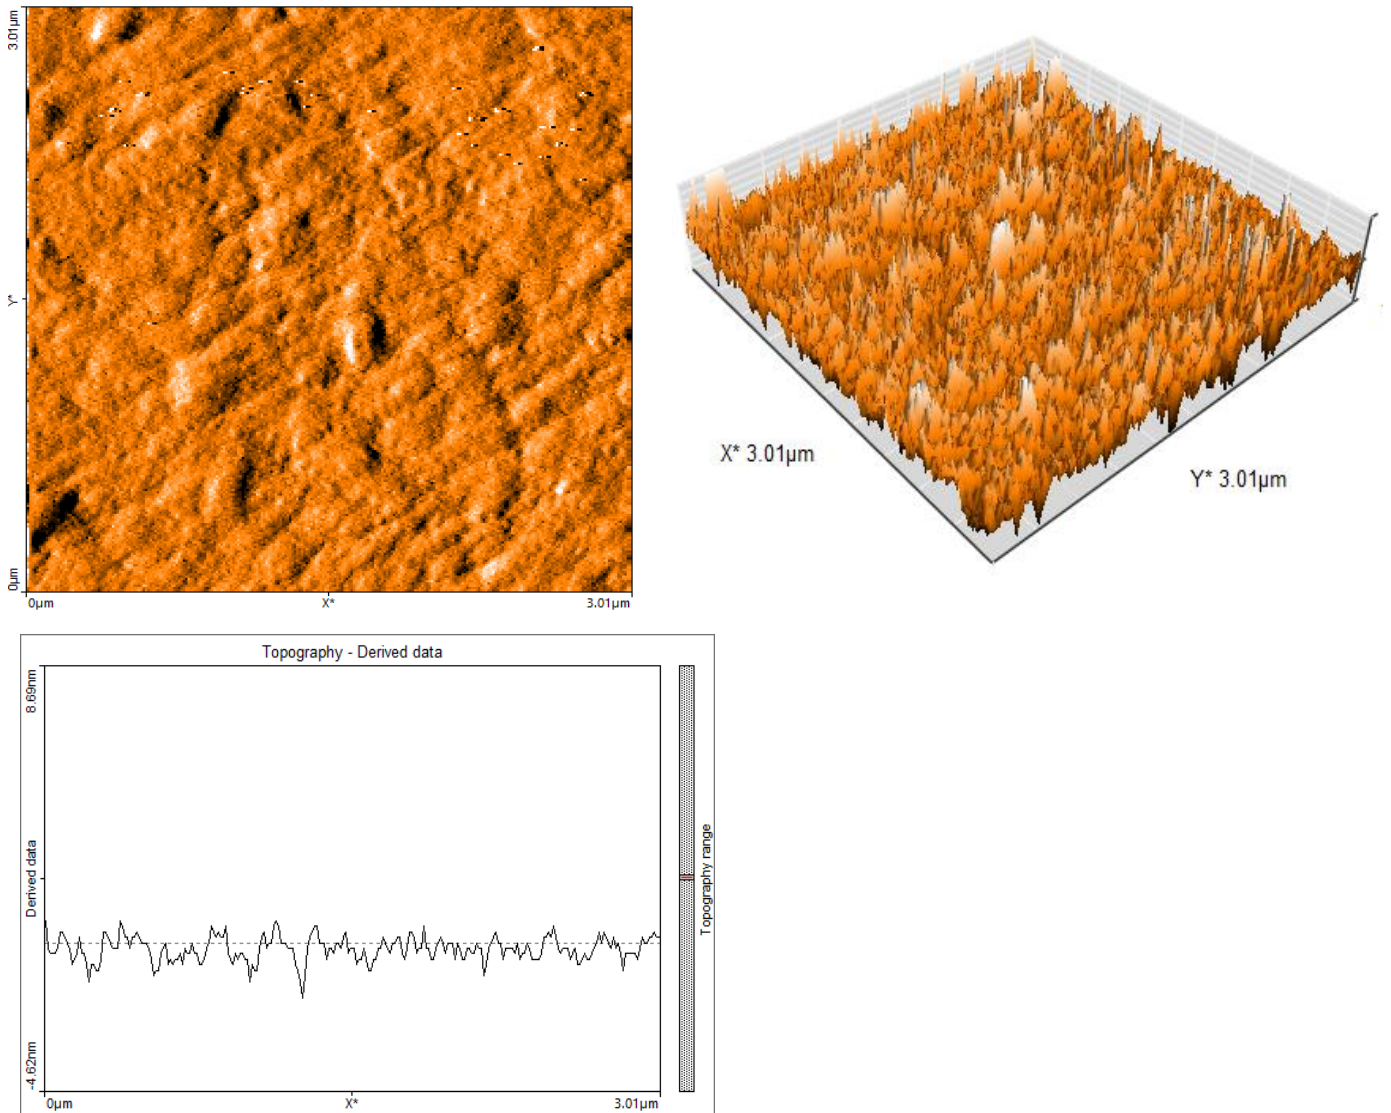 3.01µm
Y*
0µm
0µm
X*
3.01µm
X* 3.01µm
Y* 3.01µm
Topography - Derived data
8.69nm
Derived data
-4.62nm
Topography range
0µm
X*
3.01µm